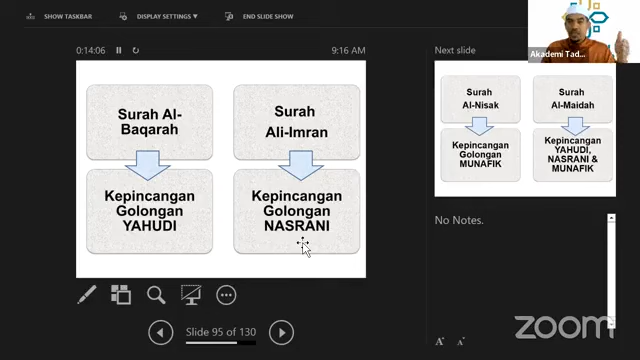 SHOW TASKBAR
DISPLAY SETTINGS ▼
END SLIDE SHOW
0:14:06
9:16 AM
Surah Al-
Baqarah
Surah
Ali-Imran
Kepincangan
Golongan
YAHUDI
Kepincangan
Golongan
NASRANI
Slide 95 of 130
Akademi Tad...
Next slide
Surah
Al-Nisak
Surah
Al-Maidah
Kepincangan
Golongan
MUNAFIK
Kepincangan
YAHUDI,
NASRANI &
MUNAFIK
No Notes.
A A
zoom